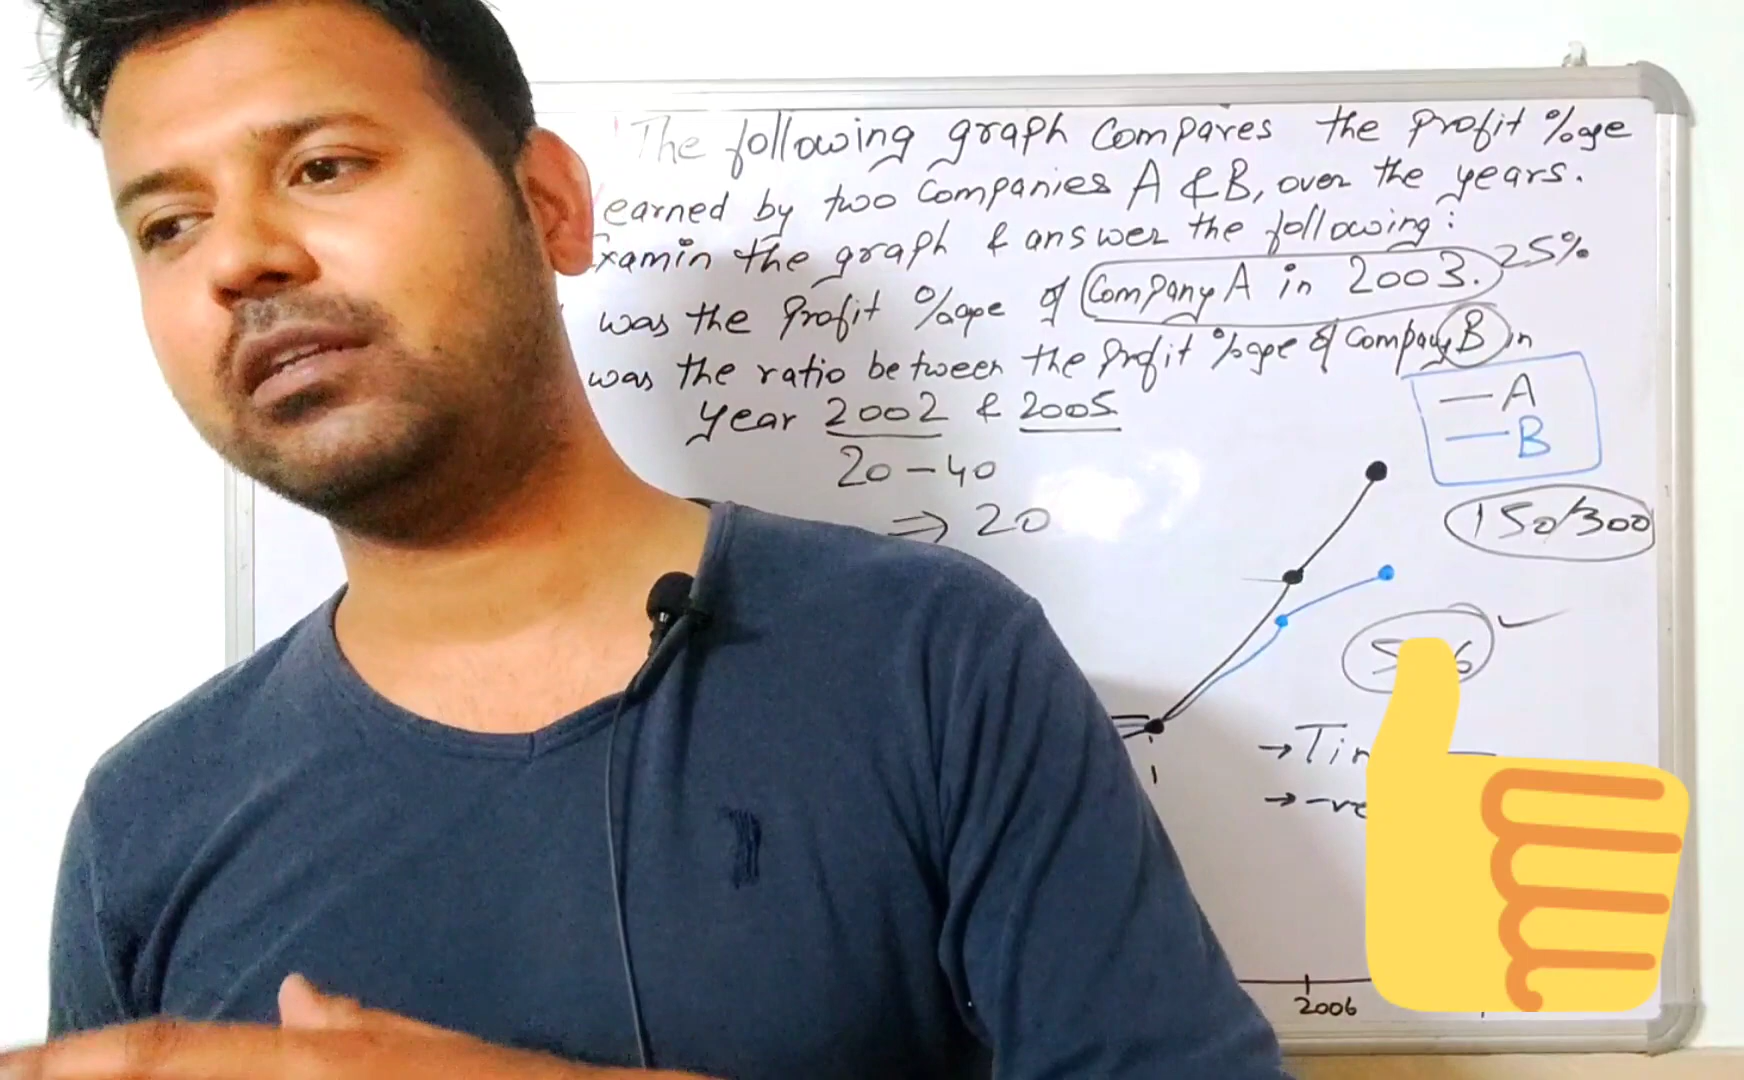 The following graph compares the profit %age
earned by two companies A & B, over the years.
xamin the graph & answer the following:
was the Profit %age of Company A in 2003. 25%
was the ratio between the Profit %age of Company B in
year 2002 & 2005
20 - 40
⇒ 20
— A
— B
150/300
→ Tim
→ -ve
2006